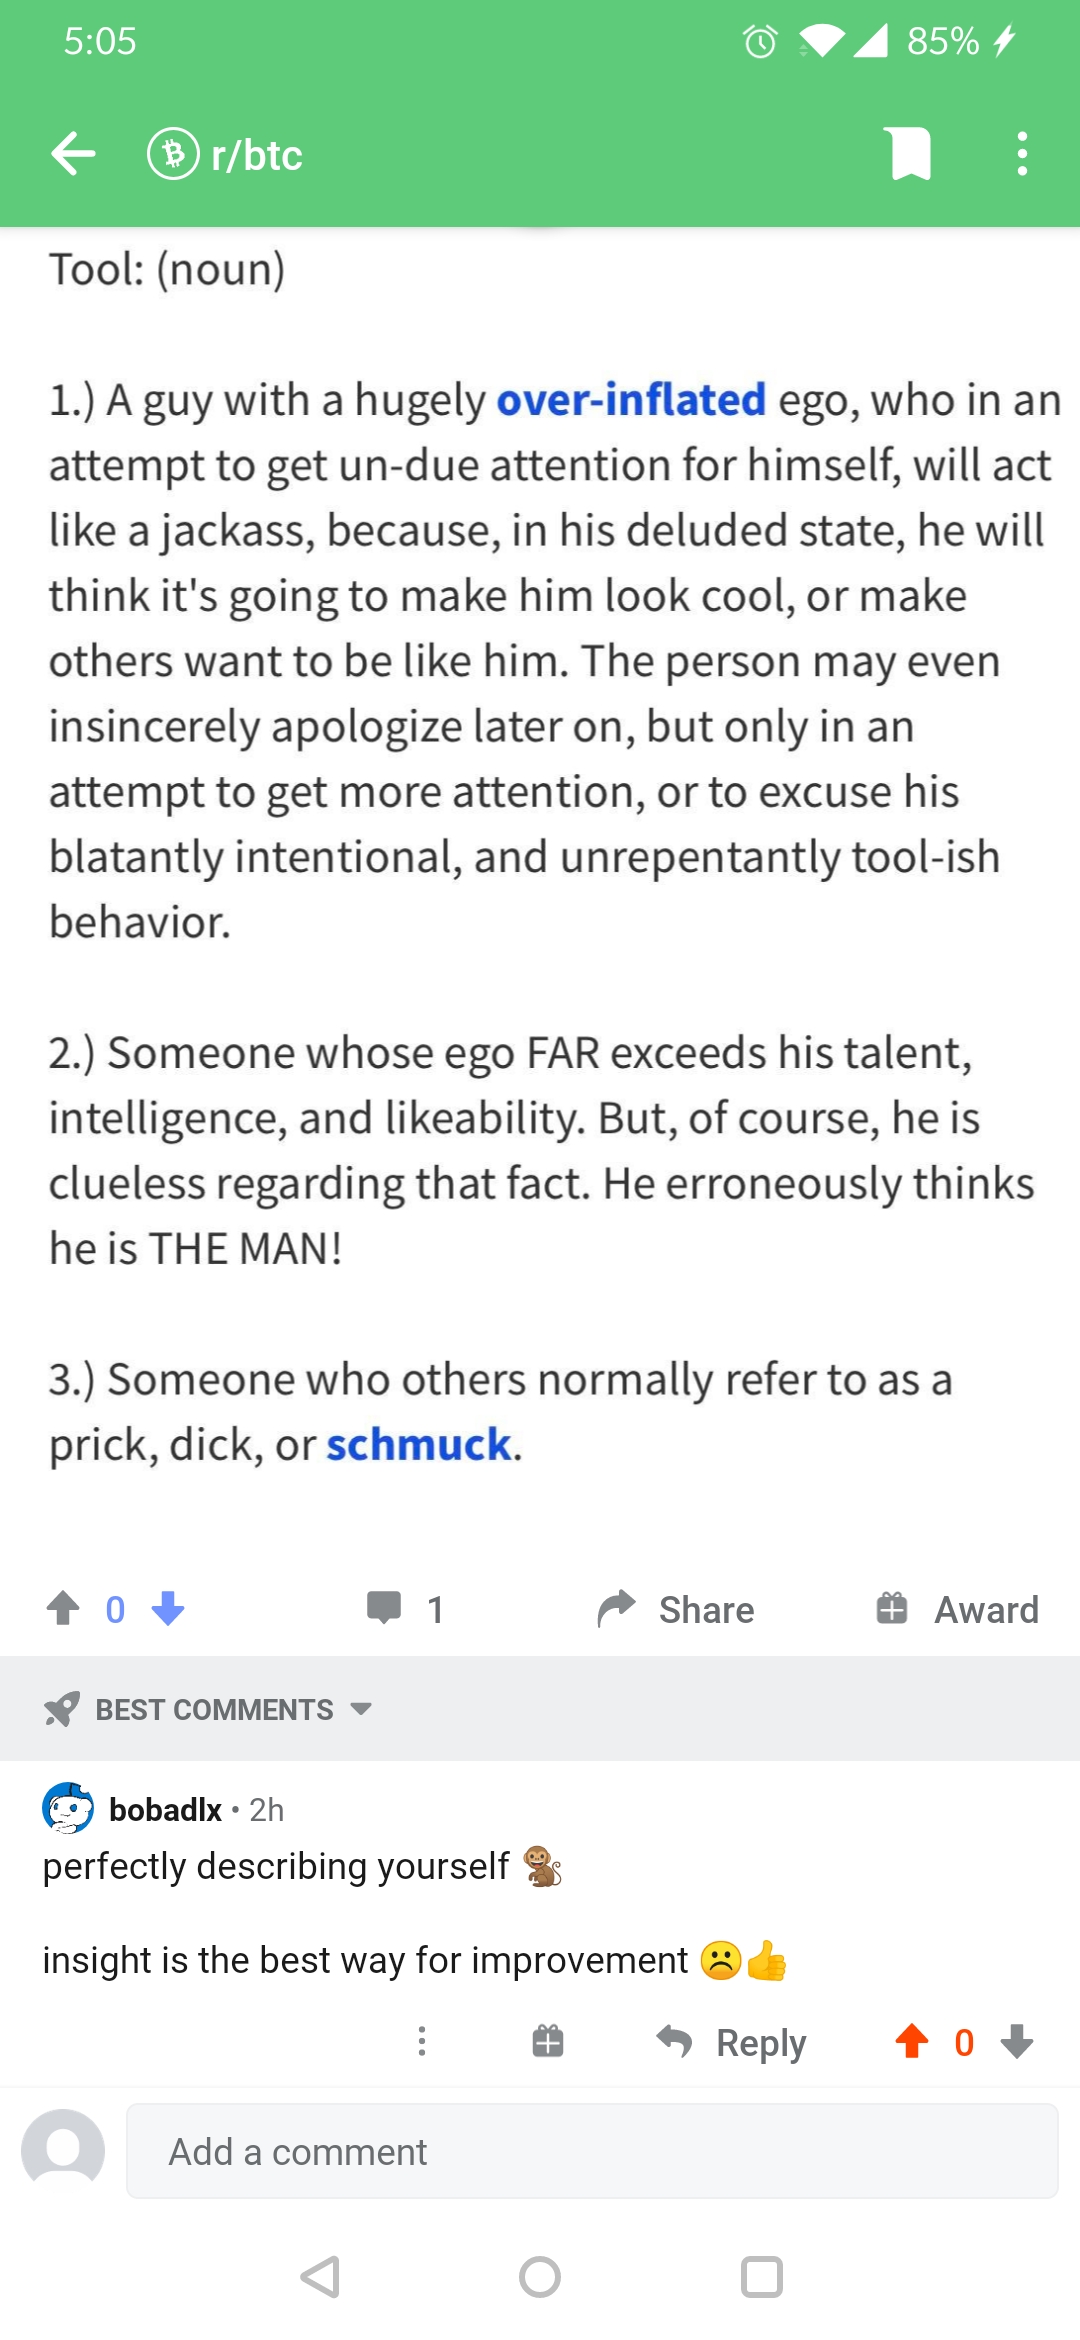 5:05
85%
r/btc
Tool: (noun)
1.) A guy with a hugely over-inflated ego, who in an
attempt to get un-due attention for himself, will act
like a jackass, because, in his deluded state, he will
think it's going to make him look cool, or make
others want to be like him. The person may even
insincerely apologize later on, but only in an
attempt to get more attention, or to excuse his
blatantly intentional, and unrepentantly tool-ish
behavior.
2.) Someone whose ego FAR exceeds his talent,
intelligence, and likeability. But, of course, he is
clueless regarding that fact. He erroneously thinks
he is THE MAN!
3.) Someone who others normally refer to as a
prick, dick, or schmuck.
0 1 Share Award
BEST COMMENTS
bobadlx • 2h
perfectly describing yourself 🐒
insight is the best way for improvement ☹️👍
Reply 0
Add a comment